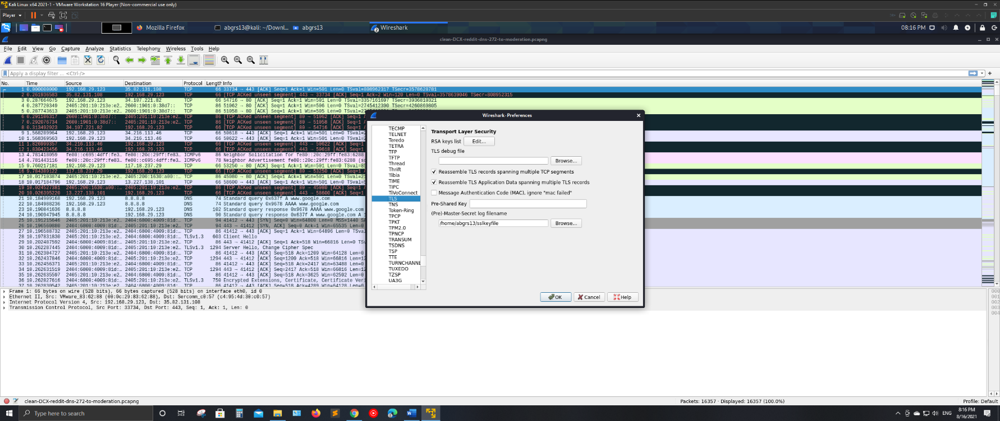 Kali Linux x64 2021-1 - VMware Workstation 16 Player (Non-commercial use only)
Player
Mozilla Firefox
abgrs13@kali: ~/Downl...
abgrs13
Wireshark
08:16 PM
clean-DCX-reddit-dns-272-to-moderation.pcapng
File Edit View Go Capture Analyze Statistics Telephony Wireless Tools Help
Apply a display filter ... <Ctrl-/>
No. Time Source Destination Protocol Length Info
1 0.000000000 192.168.29.123 35.82.131.108 TCP 66 33734 → 443 [ACK] Seq=1 Ack=1 Win=501 Len=0 TSval=808962317 TSecr=3578628781
2 0.261936583 35.82.131.108 192.168.29.123 TCP 66 [TCP ACKed unseen segment] 443 → 33734 [ACK] Seq=1 Ack=2 Win=120 Len=0 TSval=3578639046 TSecr=808952315
3 0.287664675 192.168.29.123 34.107.221.82 TCP 66 54716 → 80 [ACK] Seq=1 Ack=1 Win=501 Len=0 TSval=3357161697 TSecr=3936810321
4 0.287720349 2405:201:10:213e:e2… 2600:1901:0:38d7:: TCP 86 51062 → 80 [ACK] Seq=1 Ack=1 Win=506 Len=0 TSval=2745412390 TSecr=4260869805
5 0.287743613 2405:201:10:213e:e2… 2600:1901:0:38d7:: TCP 86 51058 → 80 [ACK] Seq=1 Ack=1 Win=501 Len=0
6 0.291106317 2600:1901:0:38d7:: 2405:201:10:213e:e2… TCP 86 [TCP ACKed unseen segment] 80 → 51062 [ACK]
7 0.292076734 2600:1901:0:38d7:: 2405:201:10:213e:e2… TCP 86 [TCP ACKed unseen segment] 80 → 51058 [ACK]
8 0.313492923 34.107.221.82 192.168.29.123 TCP 66 [TCP ACKed unseen segment] 80 → 54716 [ACK]
9 1.568289964 192.168.29.123 34.216.113.46 TCP 66 50618 → 443 [ACK] Seq=1 Ack=1 Win=501 Len=0
10 1.568369563 192.168.29.123 34.216.113.46 TCP 66 50622 → 443 [ACK] Seq=1 Ack=1 Win=501 Len=0
11 1.826999357 34.216.113.46 192.168.29.123 TCP 66 [TCP ACKed unseen segment] 443 → 50622 [ACK]
12 1.830423456 34.216.113.46 192.168.29.123 TCP 66 [TCP ACKed unseen segment] 443 → 50618 [ACK]
13 4.781418059 fe80::c695:4dff:fe83… fe80::20c:29ff:fe83… ICMPv6 86 Neighbor Solicitation for fe80::20c:29ff:fe83:6288
14 4.781443116 fe80::20c:29ff:fe83… fe80::c695:4dff:fe83… ICMPv6 78 Neighbor Advertisement fe80::20c:29ff:fe83:6288
15 9.760217181 192.168.29.123 117.18.237.29 TCP 66 53250 → 80 [ACK] Seq=1 Ack=1 Win=501 Len=0
16 9.784389122 117.18.237.29 192.168.29.123 TCP 66 [TCP ACKed unseen segment] 80 → 53250 [ACK]
17 10.017103874 2405:201:10:213e:e2… 2405:200:1630:a00::… TCP 86 45080 → 80 [ACK] Seq=1 Ack=1 Win=501 Len=0
18 10.017184796 192.168.29.123 13.227.138.101 TCP 66 58600 → 443 [ACK] Seq=1 Ack=1 Win=501 Len=0
19 10.024527381 2405:200:1630:a00::… 2405:201:10:213e:e2… TCP 86 [TCP ACKed unseen segment] 80 → 45080 [ACK]
20 10.026395220 13.227.138.101 192.168.29.123 TCP 66 [TCP ACKed unseen segment] 443 → 58600 [ACK]
21 10.184909168 192.168.29.123 8.8.8.8 DNS 74 Standard query 0x637f A www.google.com
22 10.184988236 192.168.29.123 8.8.8.8 DNS 74 Standard query 0x9678 AAAA www.google.com
23 10.190841036 8.8.8.8 192.168.29.123 DNS 102 Standard query response 0x9678 AAAA www.google.com
24 10.190947945 8.8.8.8 192.168.29.123 DNS 90 Standard query response 0x637f A www.google.com A
25 10.191215646 2405:201:10:213e:e2… 2404:6800:4009:81d:… TCP 94 41412 → 443 [SYN] Seq=0 Win=64800 Len=0 MSS=1440
26 10.196560880 2404:6800:4009:81d:… 2405:201:10:213e:e2… TCP 94 443 → 41412 [SYN, ACK] Seq=0 Ack=1 Win=65535 Len=0
27 10.196588732 2405:201:10:213e:e2… 2404:6800:4009:81d:… TCP 86 41412 → 443 [ACK] Seq=1 Ack=1 Win=64896 Len=0
28 10.197831830 2405:201:10:213e:e2… 2404:6800:4009:81d:… TLSv1.3 603 Client Hello
29 10.202487592 2404:6800:4009:81d:… 2405:201:10:213e:e2… TCP 86 443 → 41412 [ACK] Seq=1 Ack=518 Win=66816 Len=0
30 10.262287445 2404:6800:4009:81d:… 2405:201:10:213e:e2… TLSv1.3 1294 Server Hello, Change Cipher Spec
31 10.262304727 2405:201:10:213e:e2… 2404:6800:4009:81d:… TCP 86 41412 → 443 [ACK] Seq=518 Ack=1209 Win=64128 Len=0
32 10.262437846 2404:6800:4009:81d:… 2405:201:10:213e:e2… TCP 1294 443 → 41412 [ACK] Seq=1209 Ack=518 Win=66816
33 10.262456371 2405:201:10:213e:e2… 2404:6800:4009:81d:… TCP 86 41412 → 443 [ACK] Seq=518 Ack=2417 Win=63488 Len=0
34 10.262631519 2404:6800:4009:81d:… 2405:201:10:213e:e2… TCP 1294 443 → 41412 [ACK] Seq=2417 Ack=518 Win=66816
35 10.262635597 2405:201:10:213e:e2… 2404:6800:4009:81d:… TCP 86 41412 → 443 [ACK] Seq=518 Ack=3625 Win=62592 Len=0
36 10.262827616 2404:6800:4009:81d:… 2405:201:10:213e:e2… TLSv1.3 750 Encrypted Extensions, Certificate, Certificate
37 10.262830542 2405:201:10:213e:e2… 2404:6800:4009:81d:… TCP 86 41412 → 443 [ACK] Seq=518 Ack=4289 Win=64128 Len=0
Wireshark·Preferences
TECMP
TELNET
Teredo
TETRA
TFP
TFTP
Thread
Thrift
Tibia
TIME
TIPC
TiVoConnect
TLS
TNS
Token-Ring
TPCP
TPKT
TPM2.0
TPNCP
TRANSUM
TSDNS
TSP
TTE
TURNCHANNE
TUXEDO
TZSP
UA3G
Transport Layer Security
RSA keys list Edit...
TLS debug file
Browse...
Reassemble TLS records spanning multiple TCP segments
Reassemble TLS Application Data spanning multiple TLS records
Message Authentication Code (MAC), ignore "mac failed"
Pre-Shared Key
(Pre)-Master-Secret log filename
/home/abgrs13/sslkeyfile Browse...
OK Cancel Help
Frame 1: 66 bytes on wire (528 bits), 66 bytes captured (528 bits) on interface eth0, id 0
Ethernet II, Src: VMware_83:62:88 (00:0c:29:83:62:88), Dst: Sercomm_c0:57 (c4:95:4d:30:c0:57)
Internet Protocol Version 4, Src: 192.168.29.123, Dst: 35.82.131.108
Transmission Control Protocol, Src Port: 33734, Dst Port: 443, Seq: 1, Ack: 1, Len: 0
000
001
002
003
004
clean-DCX-reddit-dns-272-to-moderation.pcapng
Packets: 16357 · Displayed: 16357 (100.0%)
Profile: Default
Type here to search
ENG
8:16 PM
8/16/2021